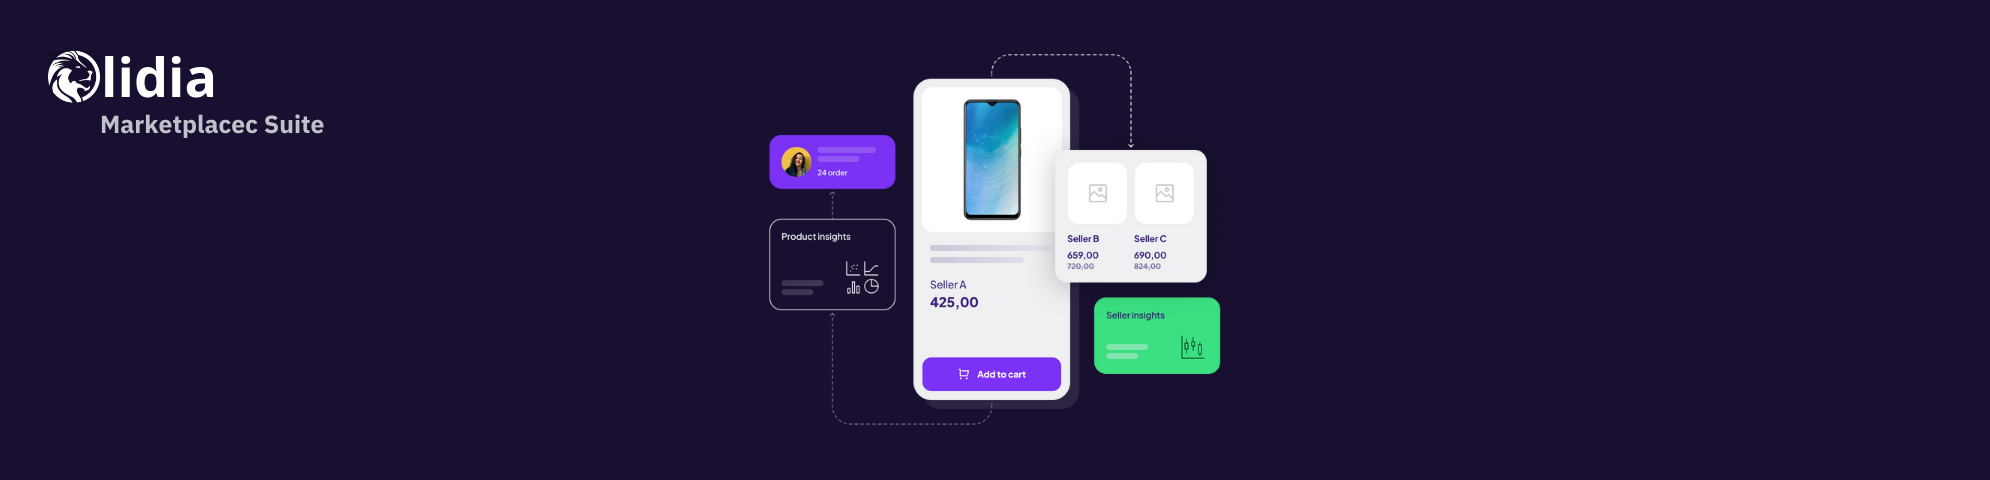 lidia
Marketplacec Suite
24 order
Product insights
Seller A
425,00
Add to cart
Seller B
659,00
720,00
Seller C
690,00
824,00
Seller insights